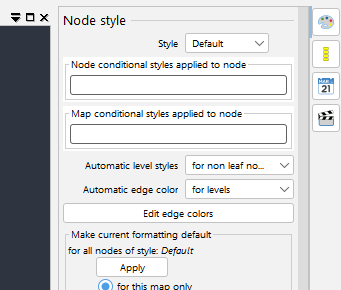 Node style
Style Default
Node conditional styles applied to node
Map conditional styles applied to node
Automatic level styles for non leaf no...
Automatic edge color for levels
Edit edge colors
Make current formatting default
for all nodes of style: Default
Apply
for this map only
MAR
21